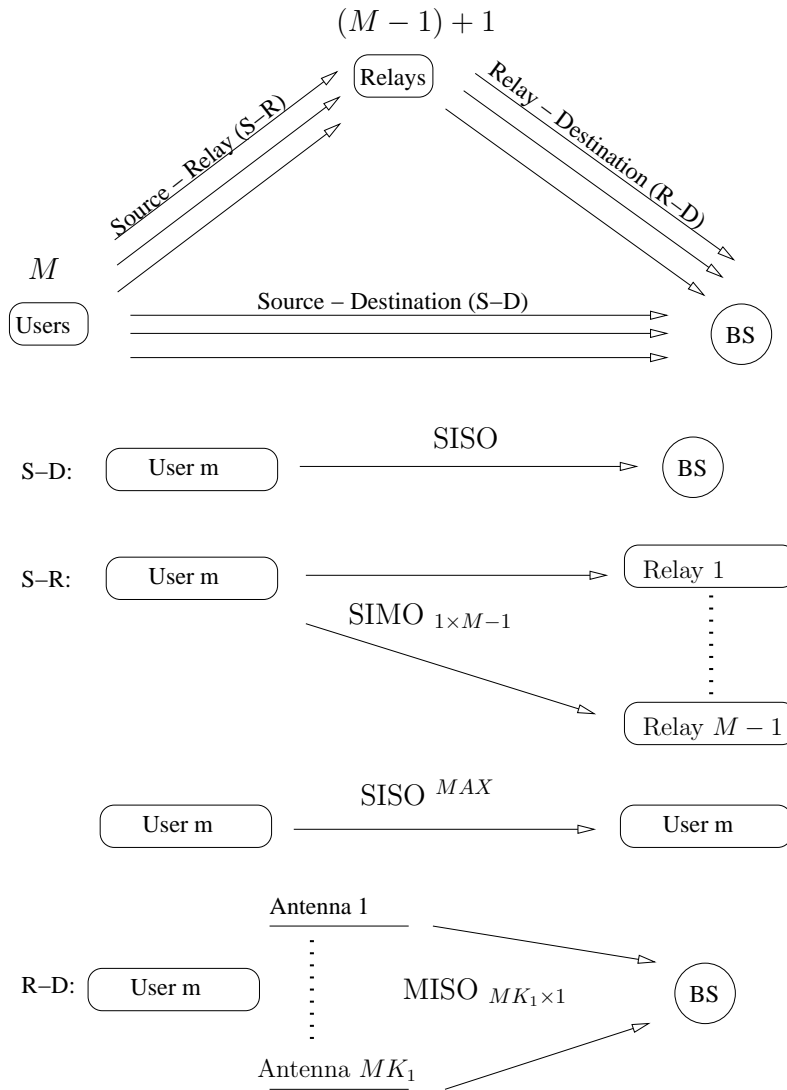 (M − 1) + 1
Relays
Source – Relay (S–R)
Relay – Destination (R–D)
M
Users
Source – Destination (S–D)
BS
S–D:
User m
SISO
BS
S–R:
User m
SIMO 1×M−1
Relay 1
Relay M − 1
User m
SISO MAX
User m
R–D:
User m
Antenna 1
MISO MK₁×1
Antenna MK₁
BS